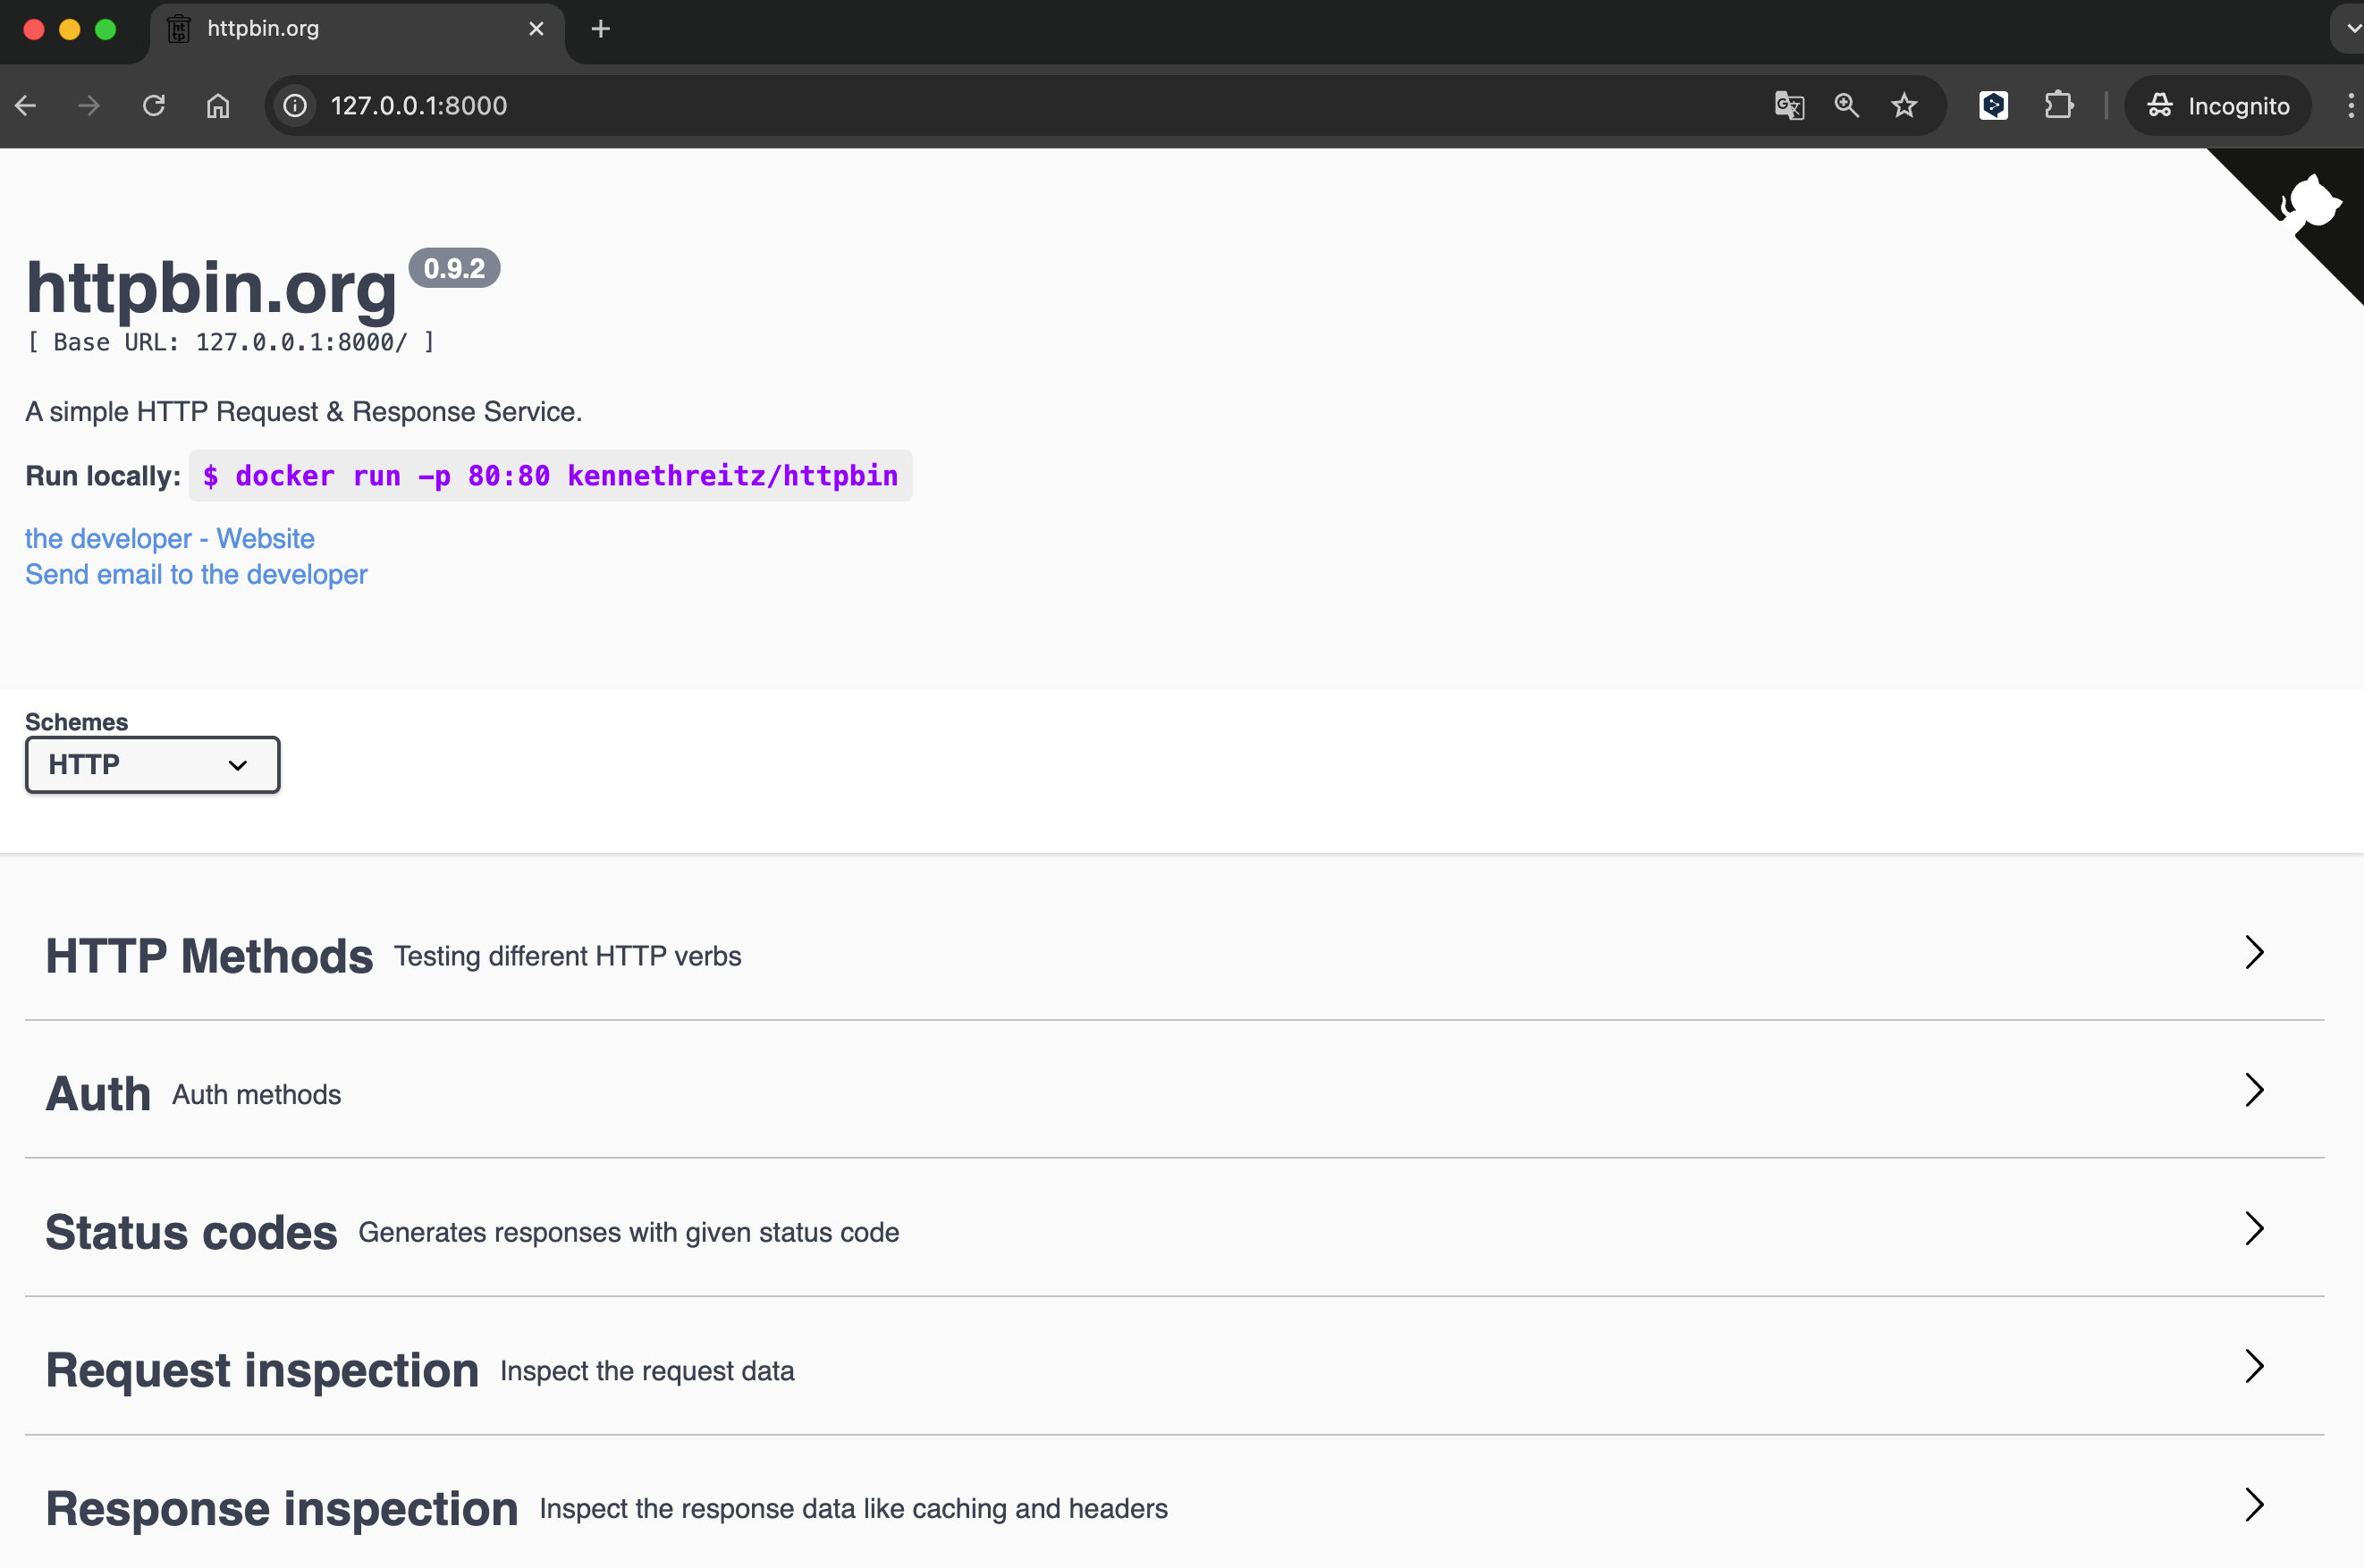 httpbin.org
127.0.0.1:8000
Incognito
httpbin.org 0.9.2
[ Base URL: 127.0.0.1:8000/ ]
A simple HTTP Request & Response Service.
Run locally: $ docker run -p 80:80 kennethreitz/httpbin
the developer - Website
Send email to the developer
Schemes
HTTP
HTTP Methods Testing different HTTP verbs
Auth Auth methods
Status codes Generates responses with given status code
Request inspection Inspect the request data
Response inspection Inspect the response data like caching and headers